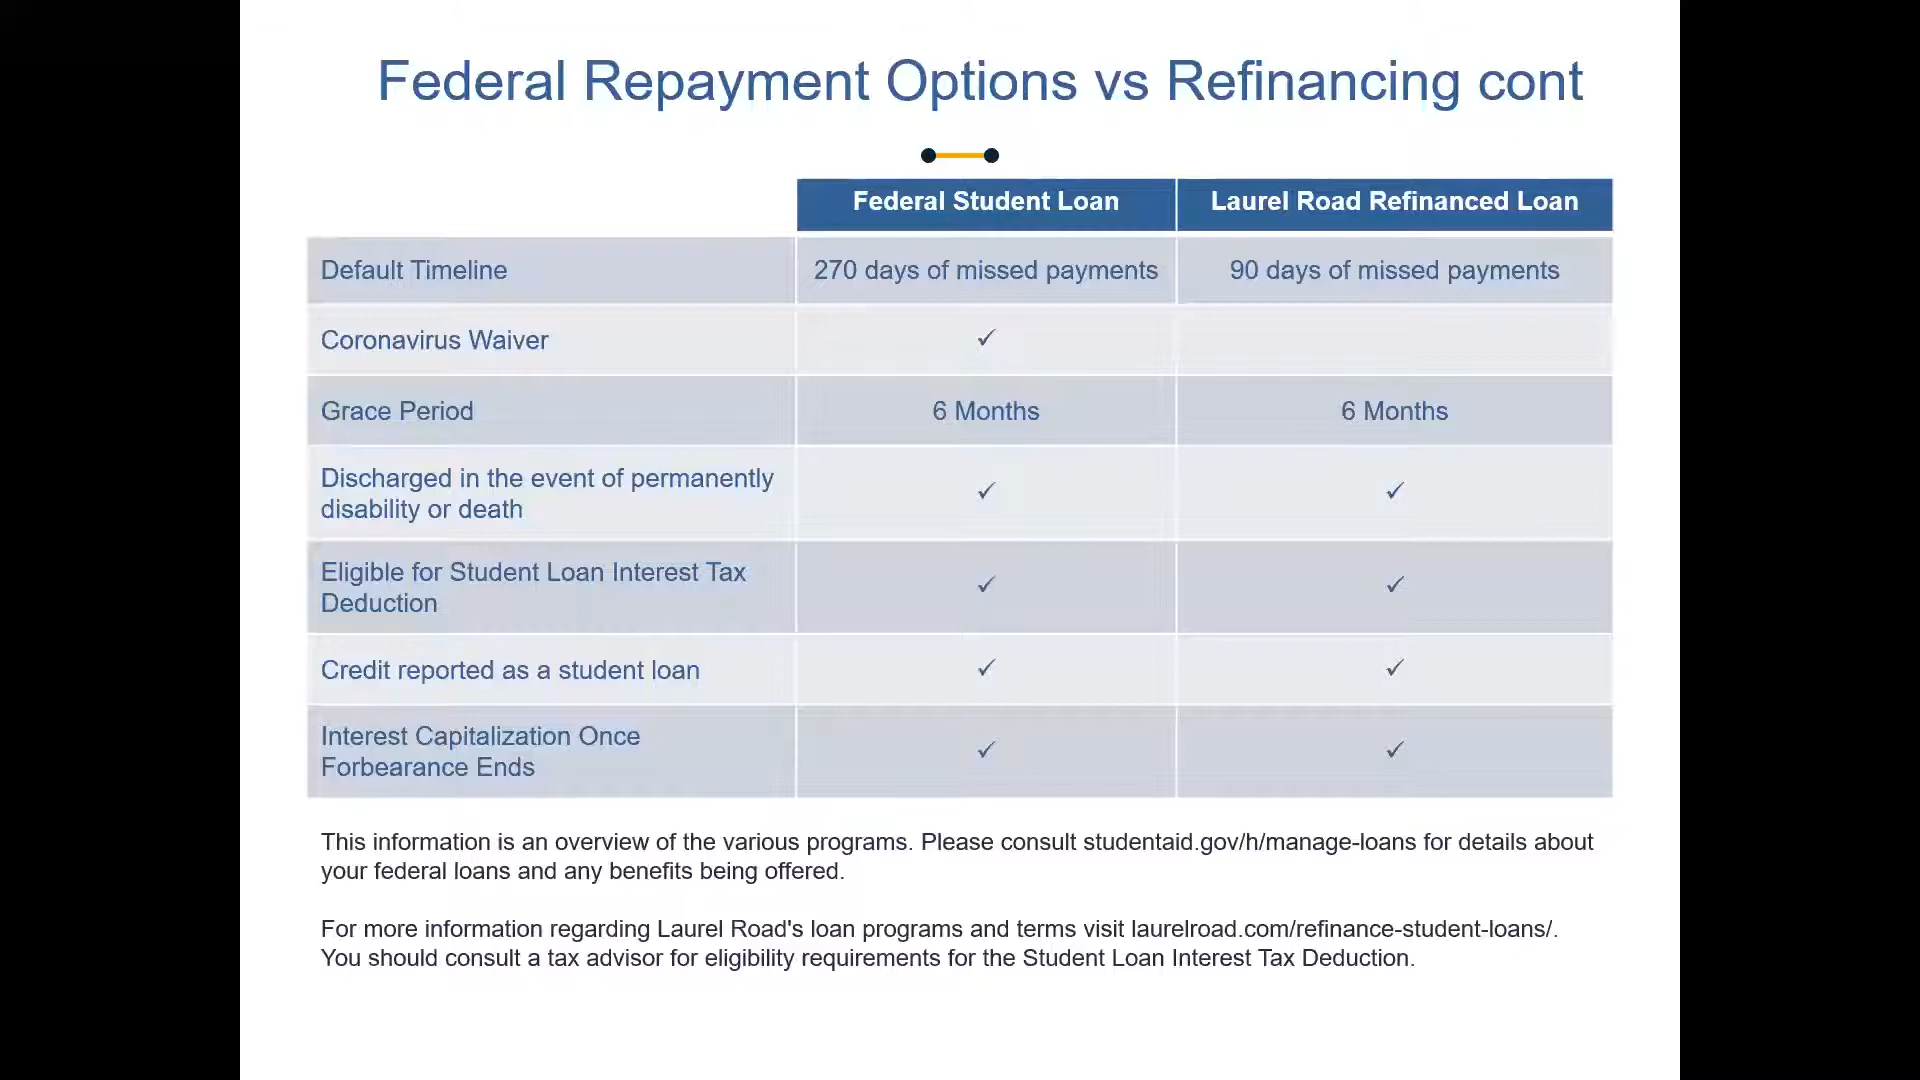 Federal Repayment Options vs Refinancing cont
Federal Student Loan Laurel Road Refinanced Loan
Default Timeline 270 days of missed payments 90 days of missed payments
Coronavirus Waiver ✓
Grace Period 6 Months 6 Months
Discharged in the event of permanently
disability or death ✓ ✓
Eligible for Student Loan Interest Tax
Deduction ✓ ✓
Credit reported as a student loan ✓ ✓
Interest Capitalization Once
Forbearance Ends ✓ ✓
This information is an overview of the various programs. Please consult studentaid.gov/h/manage-loans for details about
your federal loans and any benefits being offered.
For more information regarding Laurel Road's loan programs and terms visit laurelroad.com/refinance-student-loans/.
You should consult a tax advisor for eligibility requirements for the Student Loan Interest Tax Deduction.